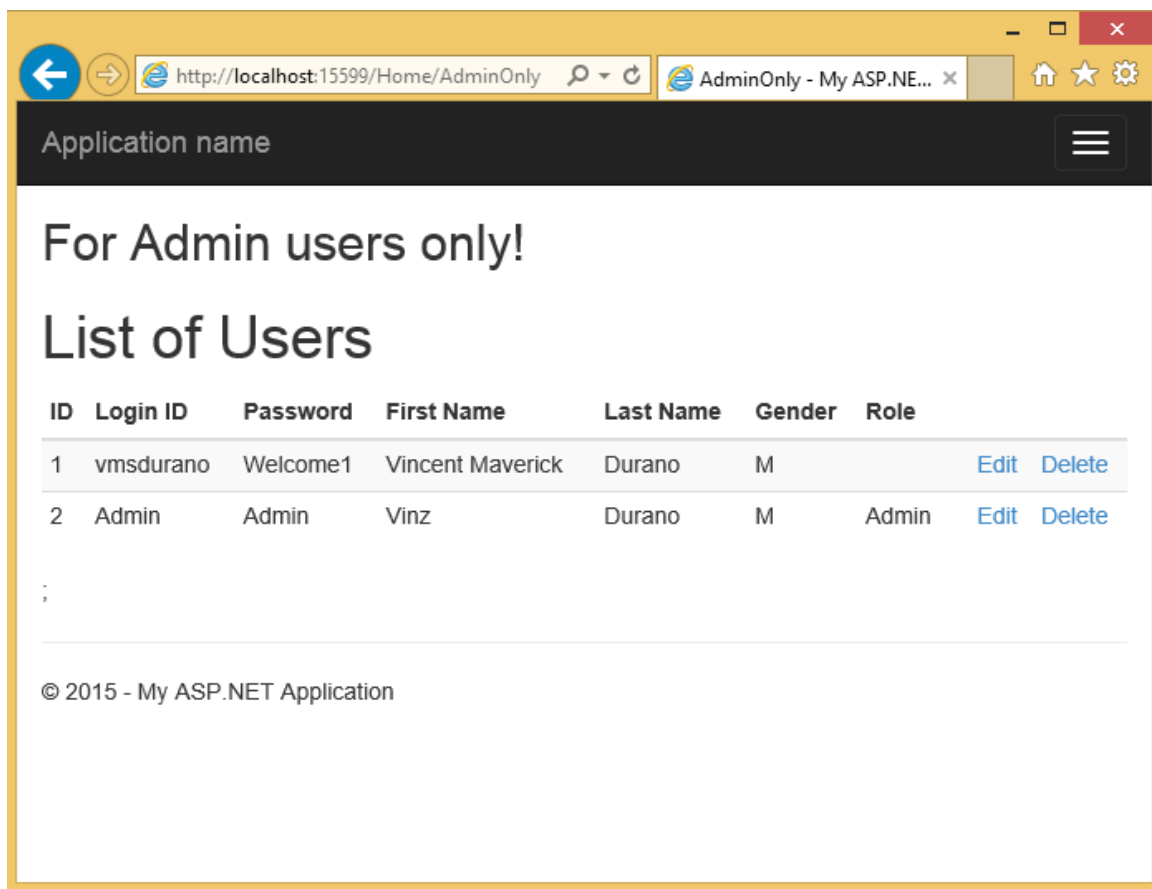 http://localhost:15599/Home/AdminOnly
AdminOnly - My ASP.NE...
Application name
For Admin users only!
List of Users
ID Login ID Password First Name Last Name Gender Role
1 vmsdurano Welcome1 Vincent Maverick Durano M Edit Delete
2 Admin Admin Vinz Durano M Admin Edit Delete
;
© 2015 - My ASP.NET Application